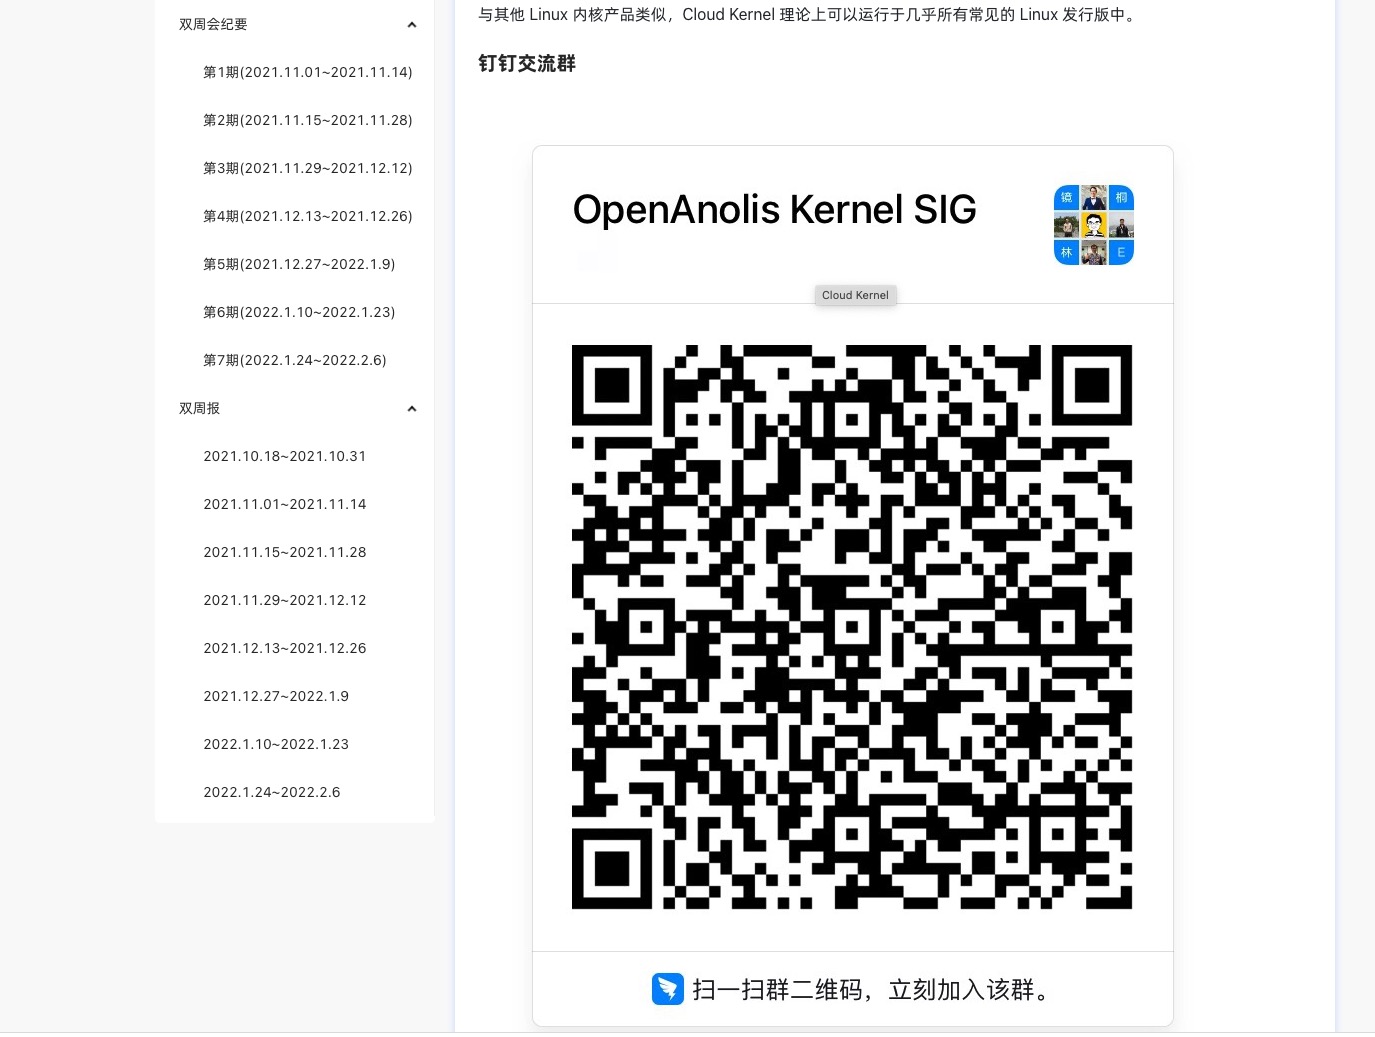 双周会纪要
第1期(2021.11.01~2021.11.14)
第2期(2021.11.15~2021.11.28)
第3期(2021.11.29~2021.12.12)
第4期(2021.12.13~2021.12.26)
第5期(2021.12.27~2022.1.9)
第6期(2022.1.10~2022.1.23)
第7期(2022.1.24~2022.2.6)
双周报
2021.10.18~2021.10.31
2021.11.01~2021.11.14
2021.11.15~2021.11.28
2021.11.29~2021.12.12
2021.12.13~2021.12.26
2021.12.27~2022.1.9
2022.1.10~2022.1.23
2022.1.24~2022.2.6
与其他 Linux 内核产品类似，Cloud Kernel 理论上可以运行于几乎所有常见的 Linux 发行版中。
钉钉交流群
OpenAnolis Kernel SIG
镜 桐
林 E
Cloud Kernel
扫一扫群二维码，立刻加入该群。